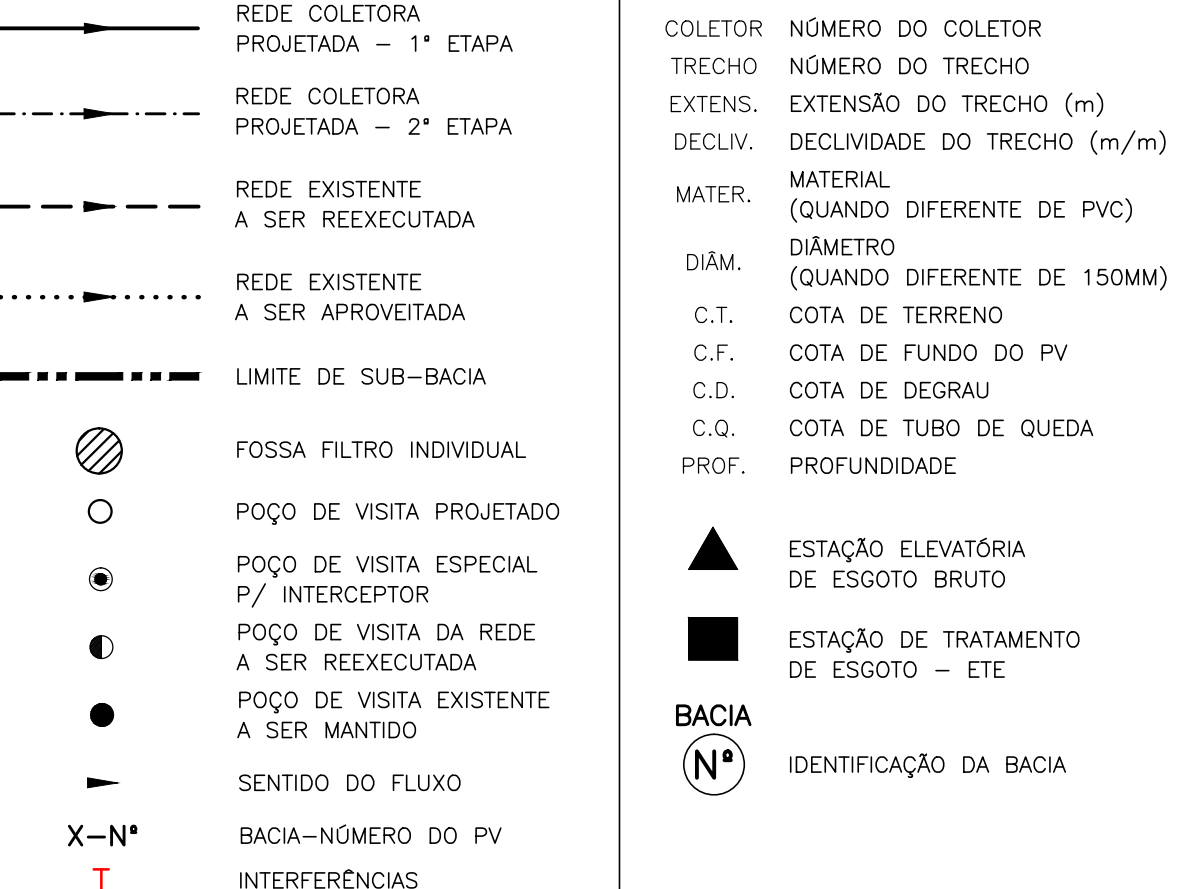 REDE COLETORA
PROJETADA – 1ª ETAPA
REDE COLETORA
PROJETADA – 2ª ETAPA
REDE EXISTENTE
A SER REEXECUTADA
REDE EXISTENTE
A SER APROVEITADA
LIMITE DE SUB–BACIA
FOSSA FILTRO INDIVIDUAL
POÇO DE VISITA PROJETADO
POÇO DE VISITA ESPECIAL
P/ INTERCEPTOR
POÇO DE VISITA DA REDE
A SER REEXECUTADA
POÇO DE VISITA EXISTENTE
A SER MANTIDO
SENTIDO DO FLUXO
X–Nº BACIA–NÚMERO DO PV
T INTERFERÊNCIAS
COLETOR NÚMERO DO COLETOR
TRECHO NÚMERO DO TRECHO
EXTENS. EXTENSÃO DO TRECHO (m)
DECLIV. DECLIVIDADE DO TRECHO (m/m)
MATER. MATERIAL
(QUANDO DIFERENTE DE PVC)
DIÂM. DIÂMETRO
(QUANDO DIFERENTE DE 150MM)
C.T. COTA DE TERRENO
C.F. COTA DE FUNDO DO PV
C.D. COTA DE DEGRAU
C.Q. COTA DE TUBO DE QUEDA
PROF. PROFUNDIDADE
ESTAÇÃO ELEVATÓRIA
DE ESGOTO BRUTO
ESTAÇÃO DE TRATAMENTO
DE ESGOTO – ETE
BACIA
Nº IDENTIFICAÇÃO DA BACIA